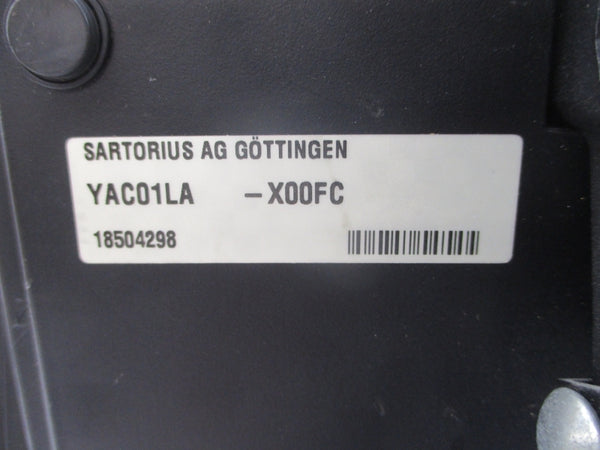 SARTORIUS AG GÖTTINGEN
YAC01LA -X00FC
18504298